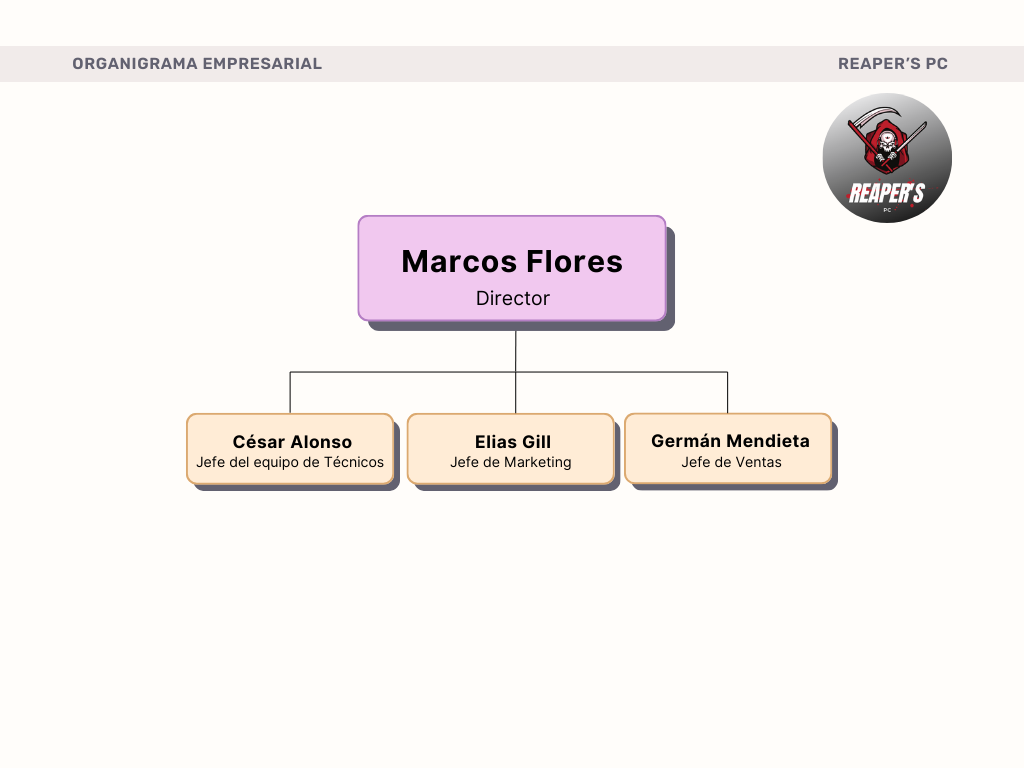 ORGANIGRAMA EMPRESARIAL
REAPER’S PC
REAPER'S
PC
Marcos Flores
Director
César Alonso
Jefe del equipo de Técnicos
Elias Gill
Jefe de Marketing
Germán Mendieta
Jefe de Ventas